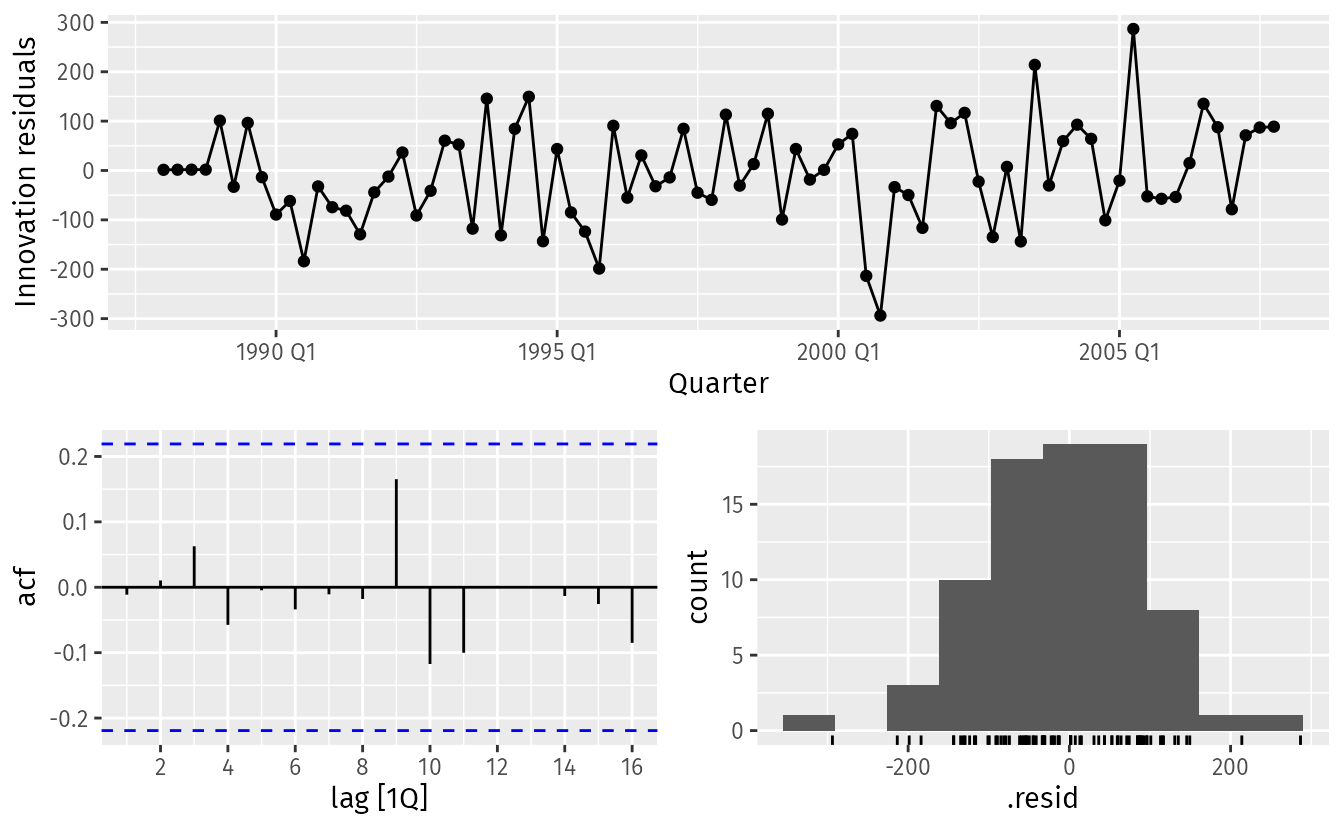 Innovation residuals
300
200
100
0
-100
-200
-300
1990 Q1 1995 Q1 2000 Q1 2005 Q1
Quarter
acf
0.2
0.1
0.0
-0.1
-0.2
2 4 6 8 10 12 14 16
lag [1Q]
count
15
10
5
0
-200 0 200
.resid